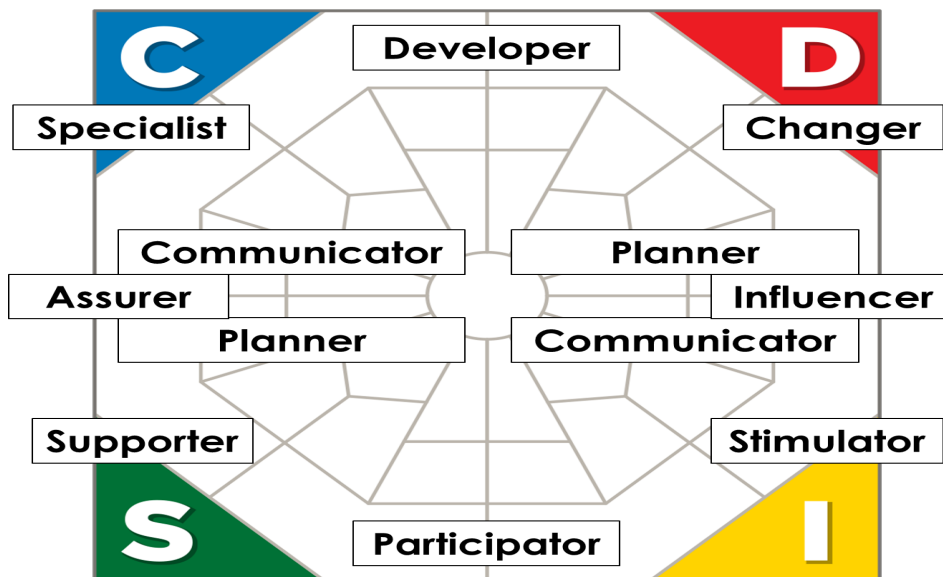 C
Developer
D
Specialist
Changer
Communicator
Planner
Assurer
Influencer
Planner
Communicator
Supporter
Stimulator
S
Participator
I